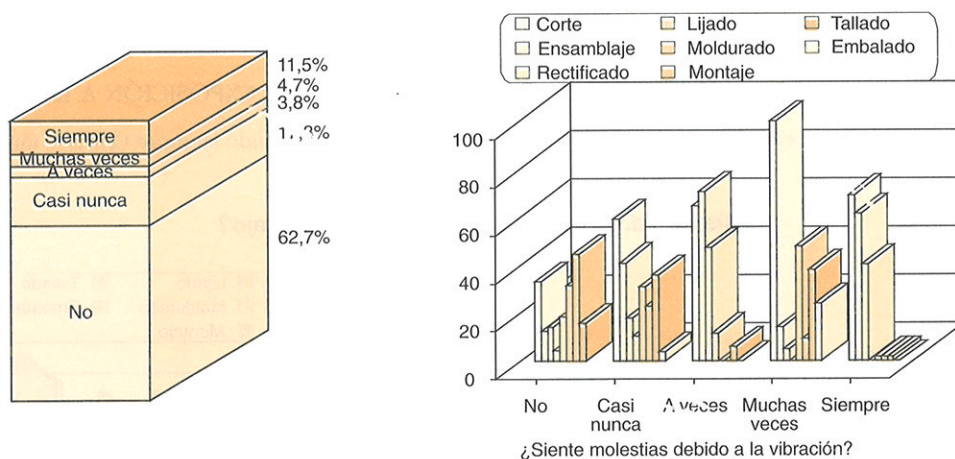 11,5%
4,7%
3,8%
62,7%
Siempre
Muchas veces
A veces
Casi nunca
No
Corte
Lijado
Tallado
Ensamblaje
Moldurado
Embalado
Rectificado
Montaje
100
80
60
40
20
0
No
Casi nunca
A veces
Muchas veces
Siempre
¿Siente molestias debido a la vibración?